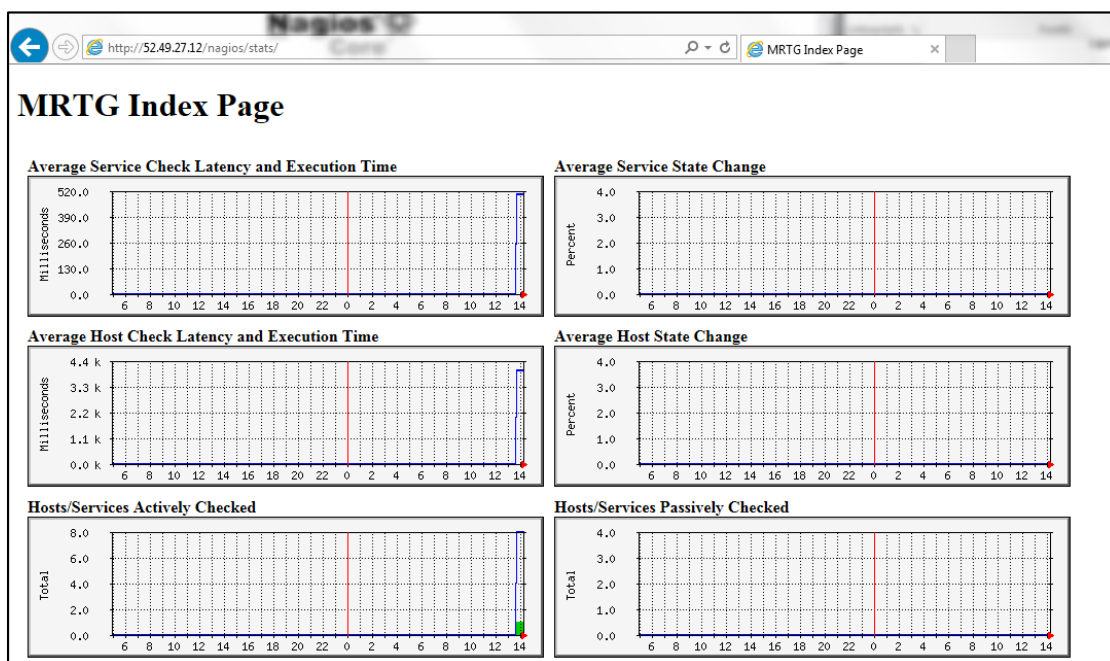 Nagios
Core
http://52.49.27.12/nagios/stats/
MRTG Index Page
MRTG Index Page
Average Service Check Latency and Execution Time
Milliseconds
520.0
390.0
260.0
130.0
0.0
6 8 10 12 14 16 18 20 22 0 2 4 6 8 10 12 14
Average Service State Change
Percent
4.0
3.0
2.0
1.0
0.0
6 8 10 12 14 16 18 20 22 0 2 4 6 8 10 12 14
Average Host Check Latency and Execution Time
Milliseconds
4.4 k
3.3 k
2.2 k
1.1 k
0.0 k
6 8 10 12 14 16 18 20 22 0 2 4 6 8 10 12 14
Average Host State Change
Percent
4.0
3.0
2.0
1.0
0.0
6 8 10 12 14 16 18 20 22 0 2 4 6 8 10 12 14
Hosts/Services Actively Checked
Total
8.0
6.0
4.0
2.0
0.0
6 8 10 12 14 16 18 20 22 0 2 4 6 8 10 12 14
Hosts/Services Passively Checked
Total
4.0
3.0
2.0
1.0
0.0
6 8 10 12 14 16 18 20 22 0 2 4 6 8 10 12 14